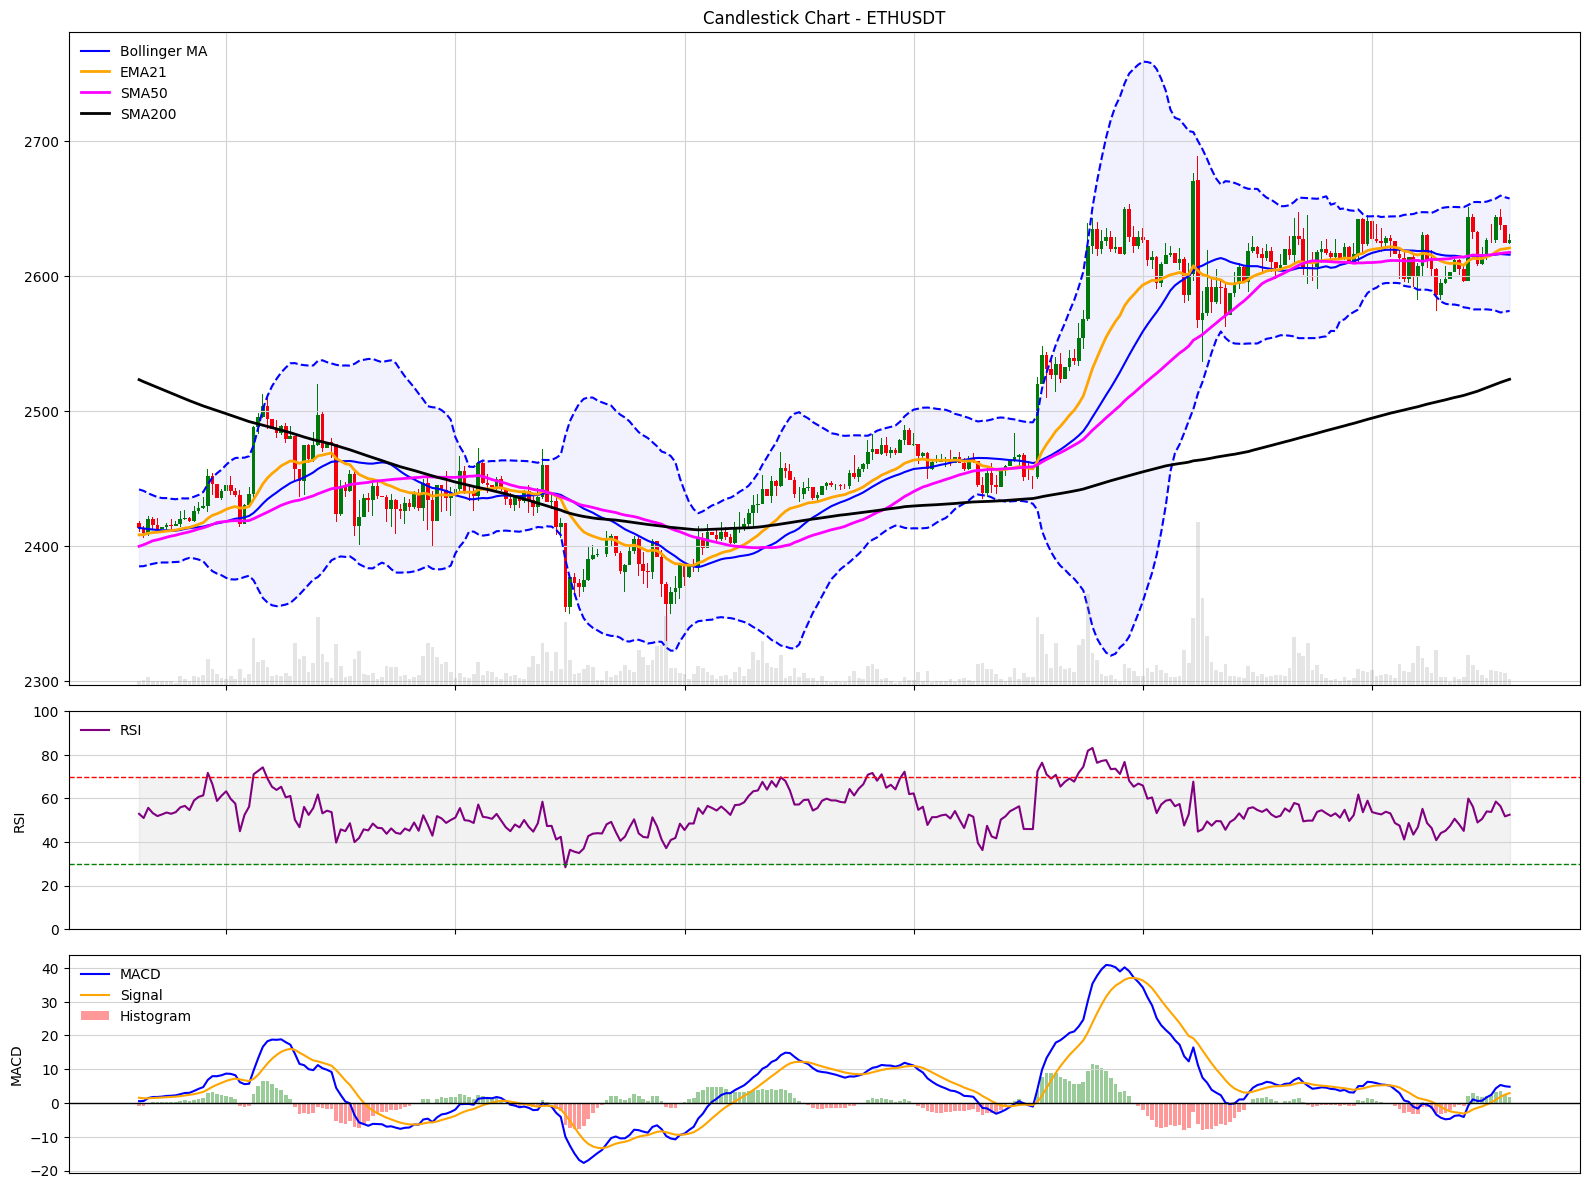 Candlestick Chart - ETHUSDT
Bollinger MA
EMA21
SMA50
SMA200
2700
2600
2500
2400
2300
100
RSI
80
60
RSI
40
20
0
40
MACD
30
Signal
Histogram
20
10
MACD
0
−10
−20